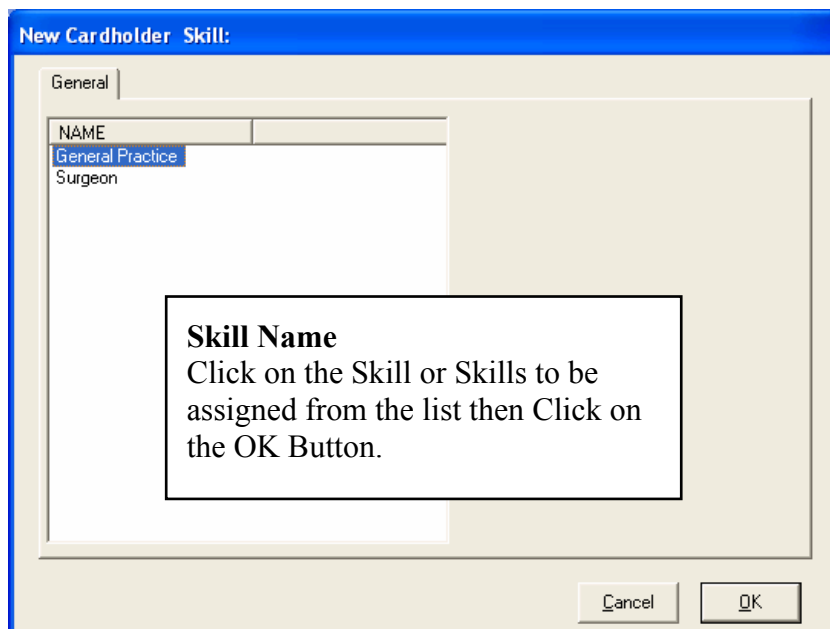 New Cardholder Skill:
General
NAME
General Practice
Surgeon
Skill Name
Click on the Skill or Skills to be
assigned from the list then Click on
the OK Button.
Cancel
OK